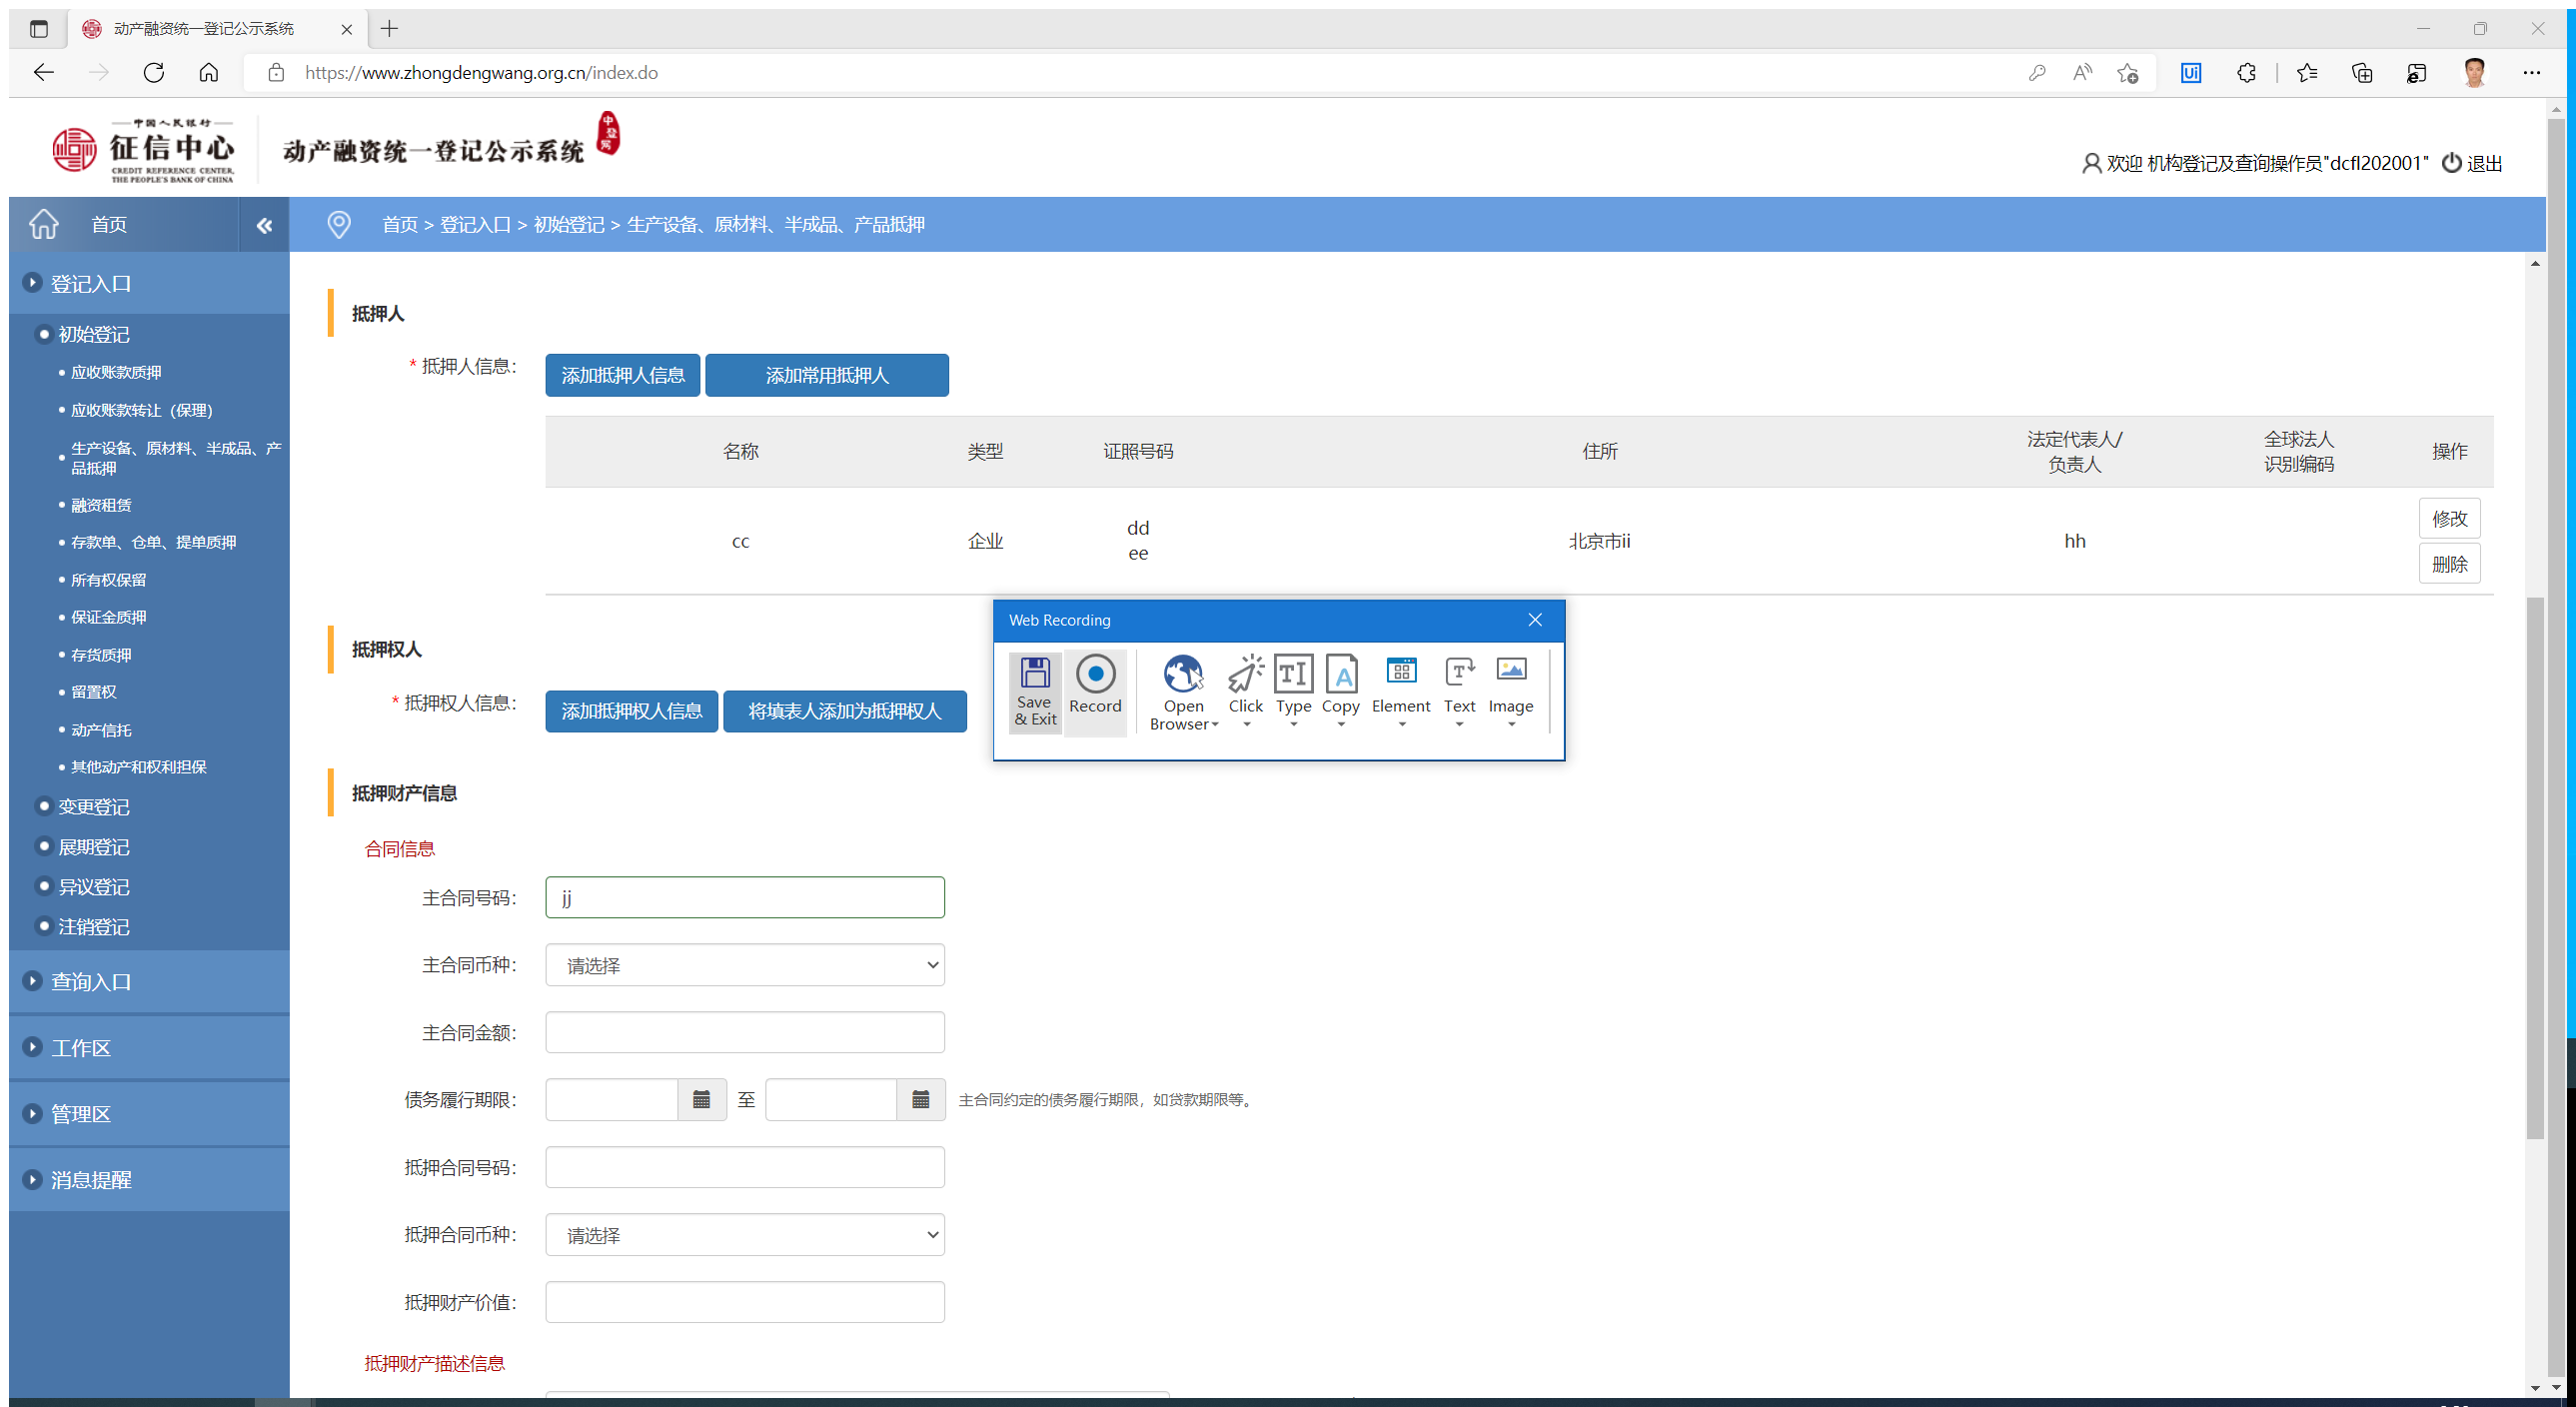 动产融资统一登记公示系统
https://www.zhongdengwang.org.cn/index.do
中国人民银行
征信中心
CREDIT REFERENCE CENTER,
THE PEOPLE'S BANK OF CHINA
动产融资统一登记公示系统
中登网
欢迎 机构登记及查询操作员"dcfl202001" 退出
首页
首页 > 登记入口 > 初始登记 > 生产设备、原材料、半成品、产品抵押
登记入口
初始登记
应收账款质押
应收账款转让（保理）
生产设备、原材料、半成品、产
品抵押
融资租赁
存款单、仓单、提单质押
所有权保留
保证金质押
存货质押
留置权
动产信托
其他动产和权利担保
变更登记
展期登记
异议登记
注销登记
查询入口
工作区
管理区
消息提醒
抵押人
* 抵押人信息：
添加抵押人信息 添加常用抵押人
名称 类型 证照号码 住所 法定代表人/ 全球法人 操作
负责人 识别编码
cc 企业 dd 北京市ii hh 修改
ee 删除
抵押权人
* 抵押权人信息：
添加抵押权人信息 将填表人添加为抵押权人
Web Recording
Save
& Exit
Record
Open
Browser
Click
Type
Copy
Element
Text
Image
抵押财产信息
合同信息
主合同号码： jj
主合同币种： 请选择
主合同金额：
债务履行期限： 至 主合同约定的债务履行期限，如贷款期限等。
抵押合同号码：
抵押合同币种： 请选择
抵押财产价值：
抵押财产描述信息